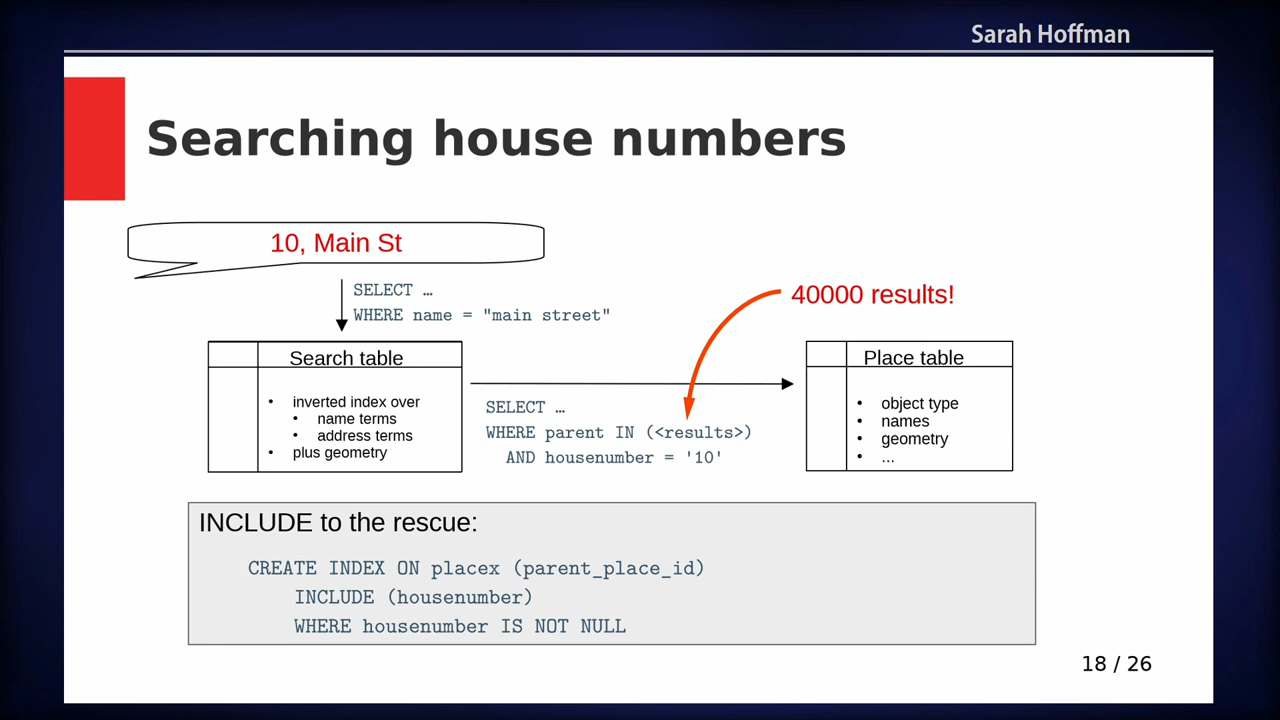 Sarah Hoffman
Searching house numbers
10, Main St
SELECT …
WHERE name = "main street"
40000 results!
Search table
• inverted index over
• name terms
• address terms
• plus geometry
SELECT …
WHERE parent IN (<results>)
AND housenumber = '10'
Place table
• object type
• names
• geometry
• ...
INCLUDE to the rescue:
CREATE INDEX ON placex (parent_place_id)
INCLUDE (housenumber)
WHERE housenumber IS NOT NULL
18 / 26